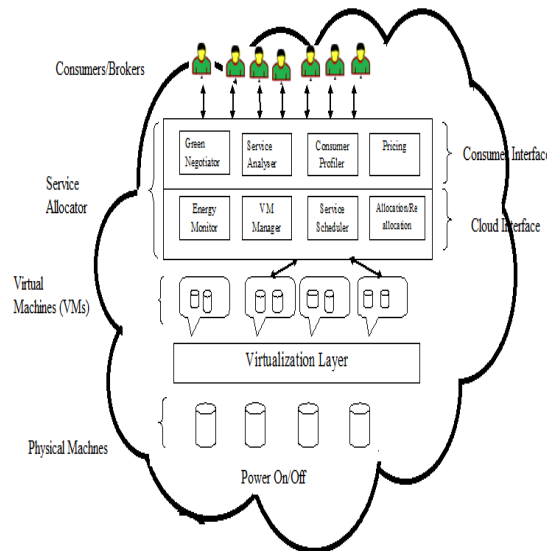 Consumers/Brokers
Green
Negotiator
Service
Analyser
Consumer
Profiler
Pricing
Consumer Interface
Service
Allocator
Energy
Monitor
VM
Manager
Service
Scheduler
Allocation/Re
allocation
Cloud Interface
Virtual
Machines (VMs)
Virtualization Layer
Physical Machnes
Power On/Off